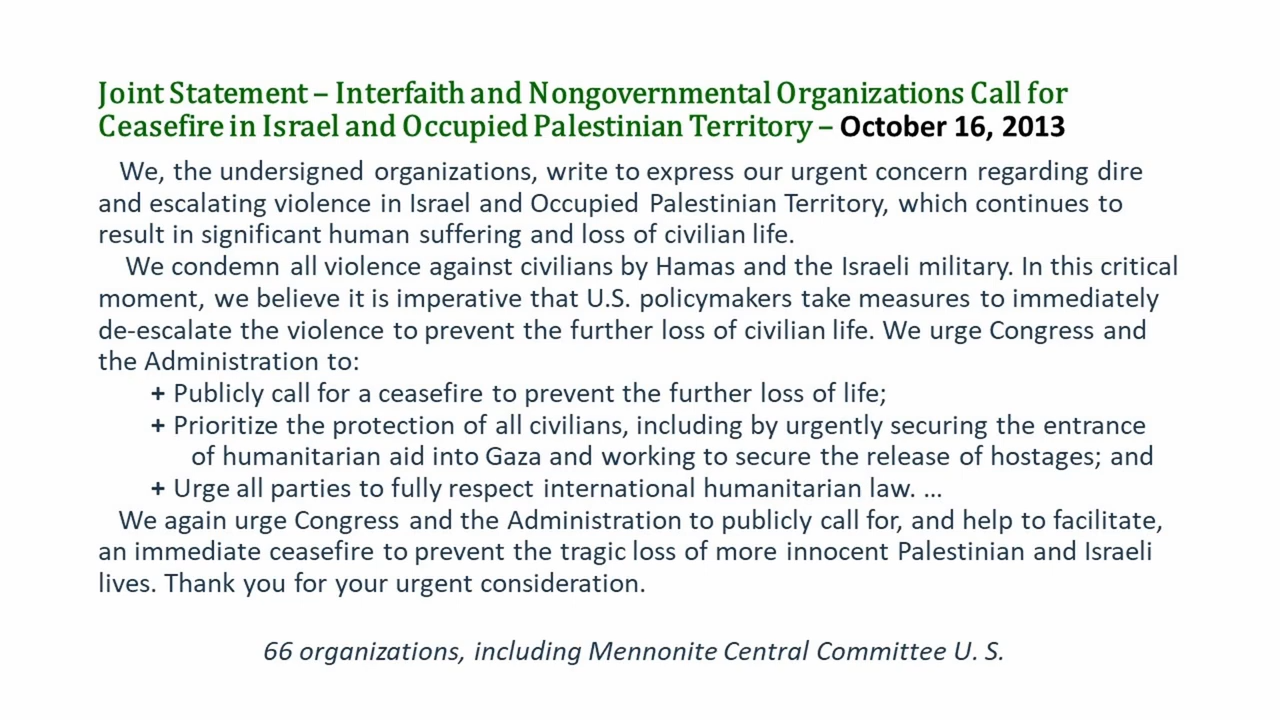 Joint Statement – Interfaith and Nongovernmental Organizations Call for
Ceasefire in Israel and Occupied Palestinian Territory – October 16, 2013
We, the undersigned organizations, write to express our urgent concern regarding dire
and escalating violence in Israel and Occupied Palestinian Territory, which continues to
result in significant human suffering and loss of civilian life.
We condemn all violence against civilians by Hamas and the Israeli military. In this critical
moment, we believe it is imperative that U.S. policymakers take measures to immediately
de-escalate the violence to prevent the further loss of civilian life. We urge Congress and
the Administration to:
+ Publicly call for a ceasefire to prevent the further loss of life;
+ Prioritize the protection of all civilians, including by urgently securing the entrance
of humanitarian aid into Gaza and working to secure the release of hostages; and
+ Urge all parties to fully respect international humanitarian law. …
We again urge Congress and the Administration to publicly call for, and help to facilitate,
an immediate ceasefire to prevent the tragic loss of more innocent Palestinian and Israeli
lives. Thank you for your urgent consideration.
66 organizations, including Mennonite Central Committee U. S.